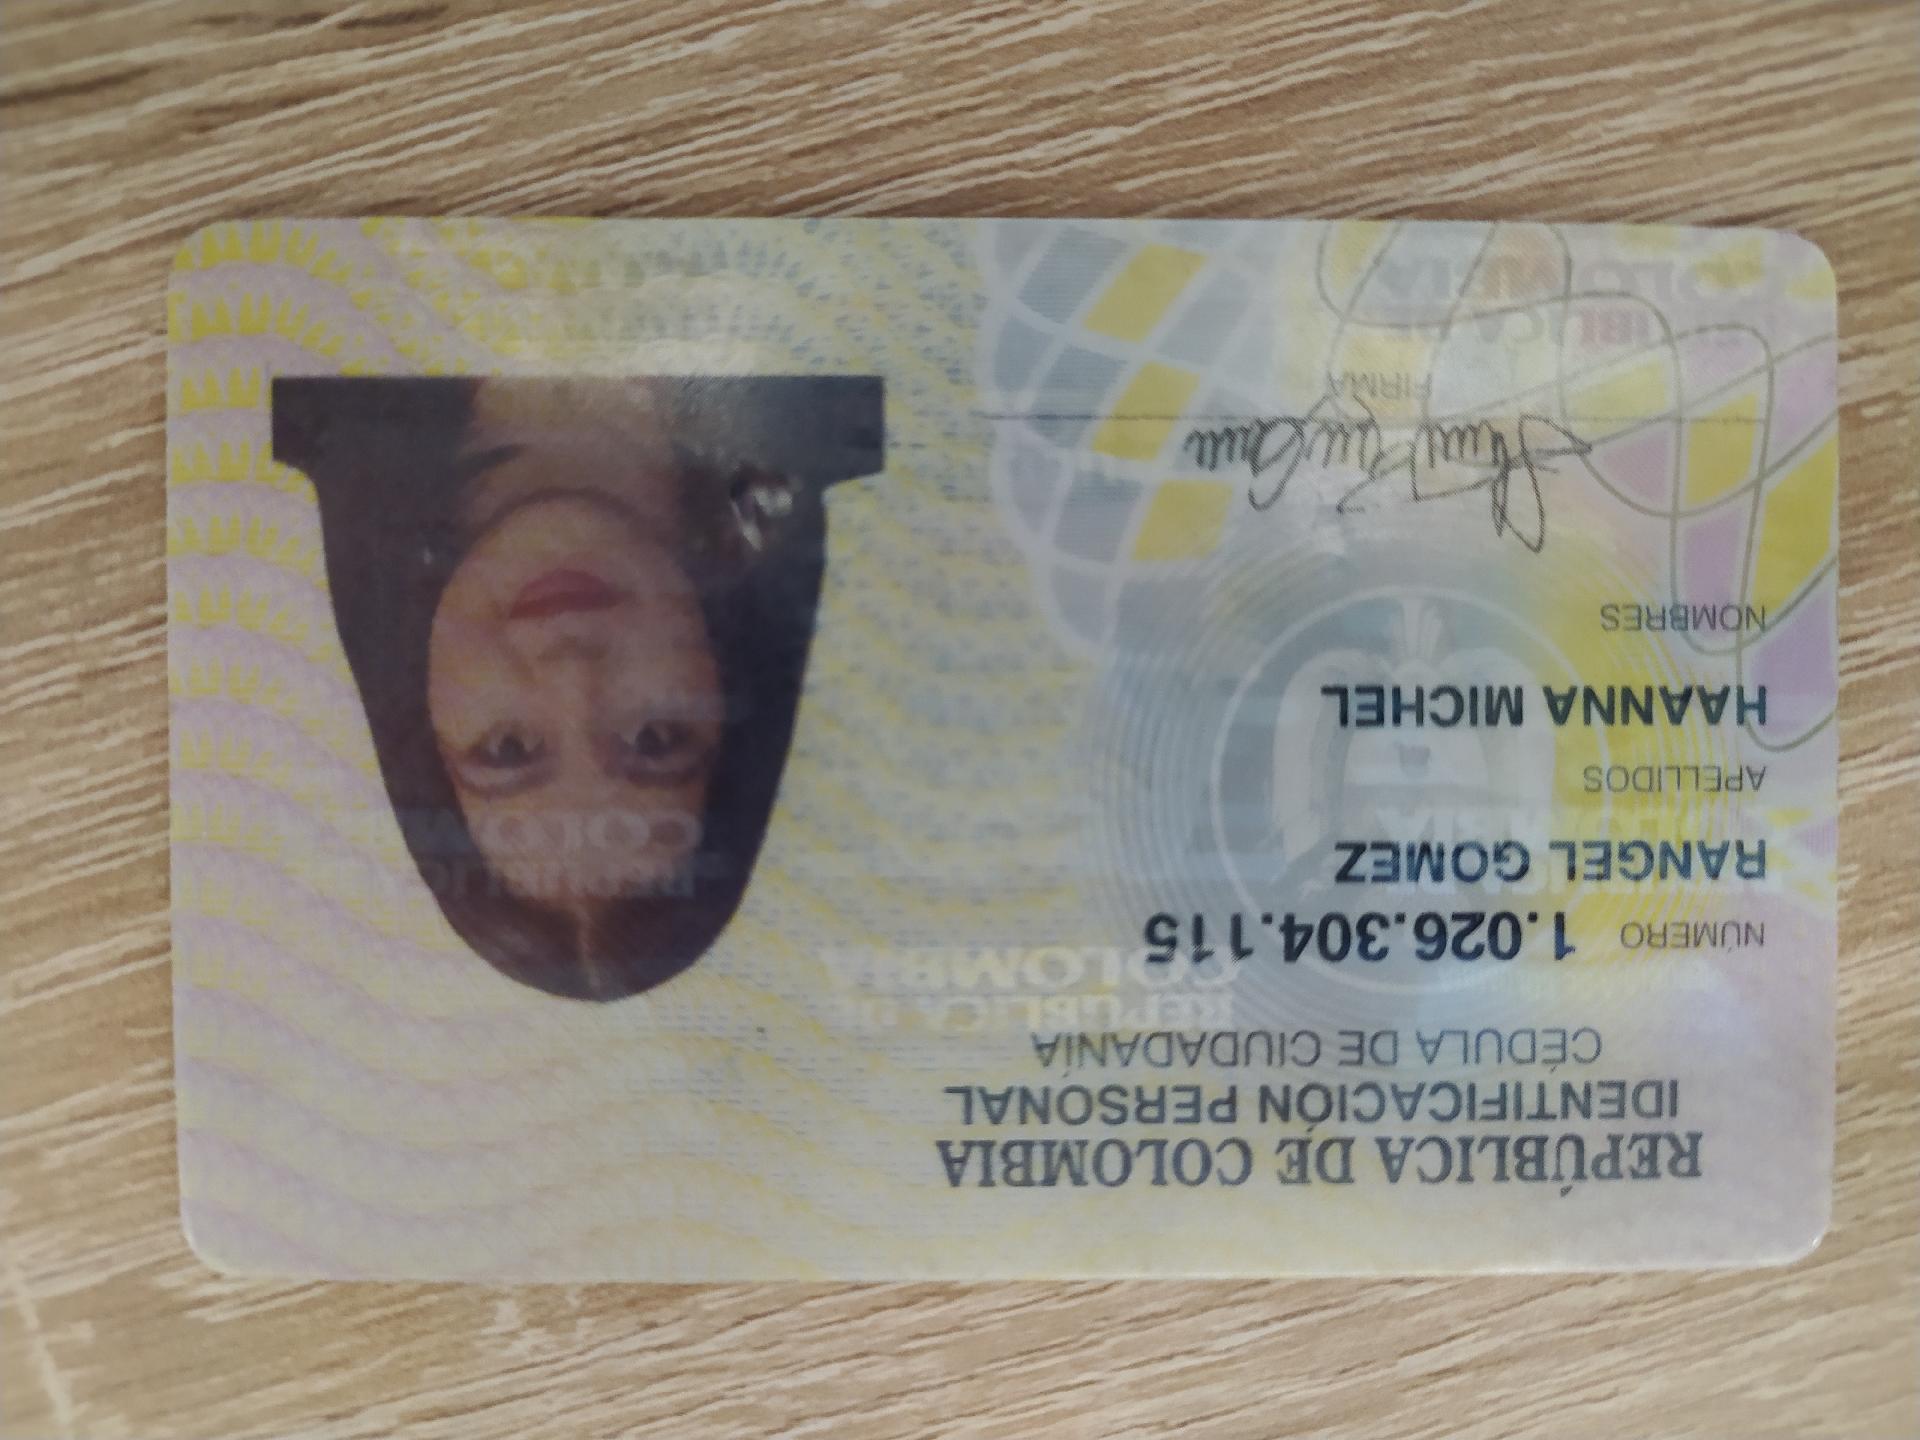 REPÚBLICA DE COLOMBIA
IDENTIFICACIÓN PERSONAL
CÉDULA DE CIUDADANÍA
REPÚBLICA DE
COLOMBIA
NÚMERO 1.026.304.115
RANGEL GOMEZ
APELLIDOS
HAANNA MICHEL
NOMBRES
FIRMA